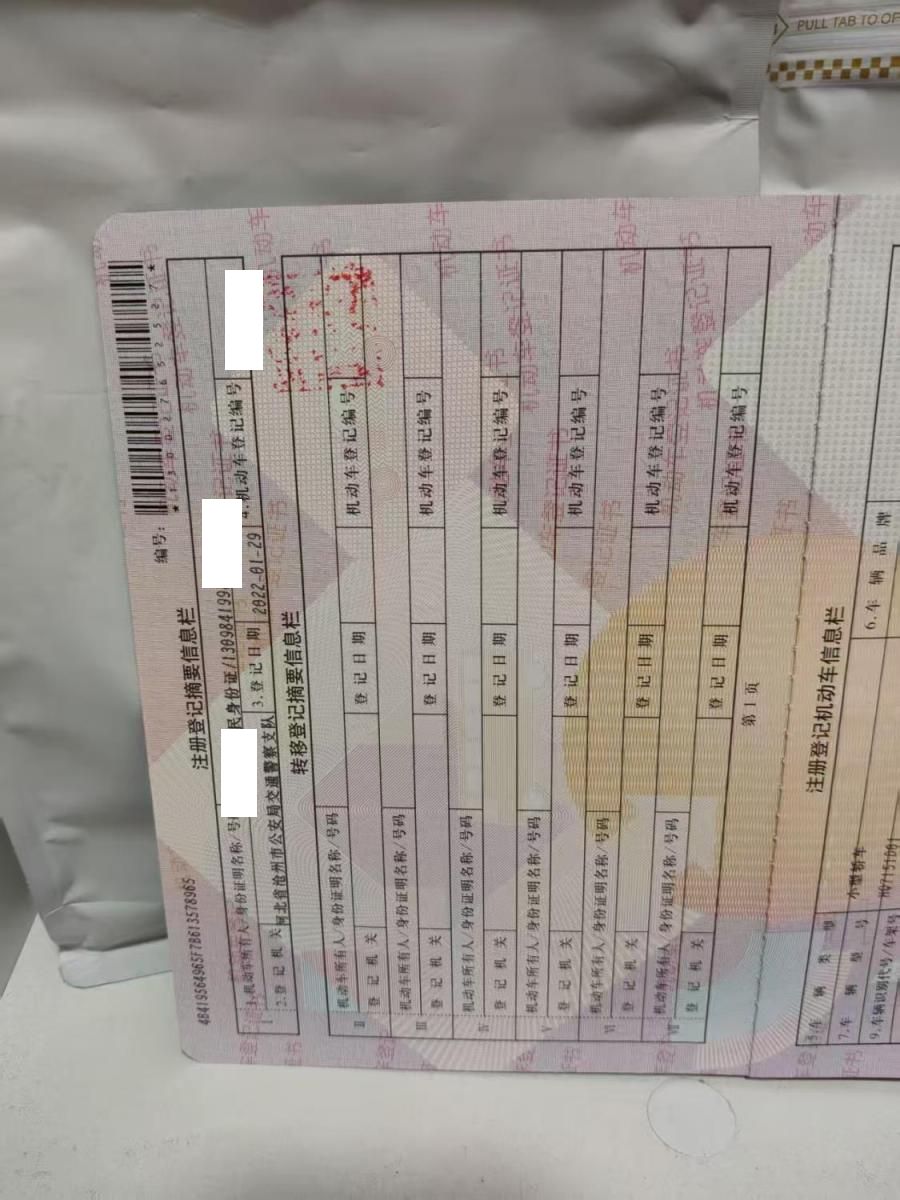 PULL TAB TO OP
4841956496SF7B613578965
编号:
*130027652527*
注册登记摘要信息栏
I
1.机动车所有人/身份证明名称/号
民身份证/130984199
4.机动车登记编号
2.登记机关
河北省沧州市公安局交通警察支队
3.登记日期
2022-01-29
转移登记摘要信息栏
II
机动车所有人/身份证明名称/号码
登记机关
登记日期
机动车登记编号
III
机动车所有人/身份证明名称/号码
登记机关
登记日期
机动车登记编号
IV
机动车所有人/身份证明名称/号码
登记机关
登记日期
机动车登记编号
V
机动车所有人/身份证明名称/号码
登记机关
登记日期
机动车登记编号
VI
机动车所有人/身份证明名称/号码
登记机关
登记日期
机动车登记编号
VII
机动车所有人/身份证明名称/号码
登记机关
登记日期
机动车登记编号
第1页
注册登记机动车信息栏
5.车辆类型
小型轿车
6.车辆品牌
7.车辆型号
9.车辆识别代号/车架号